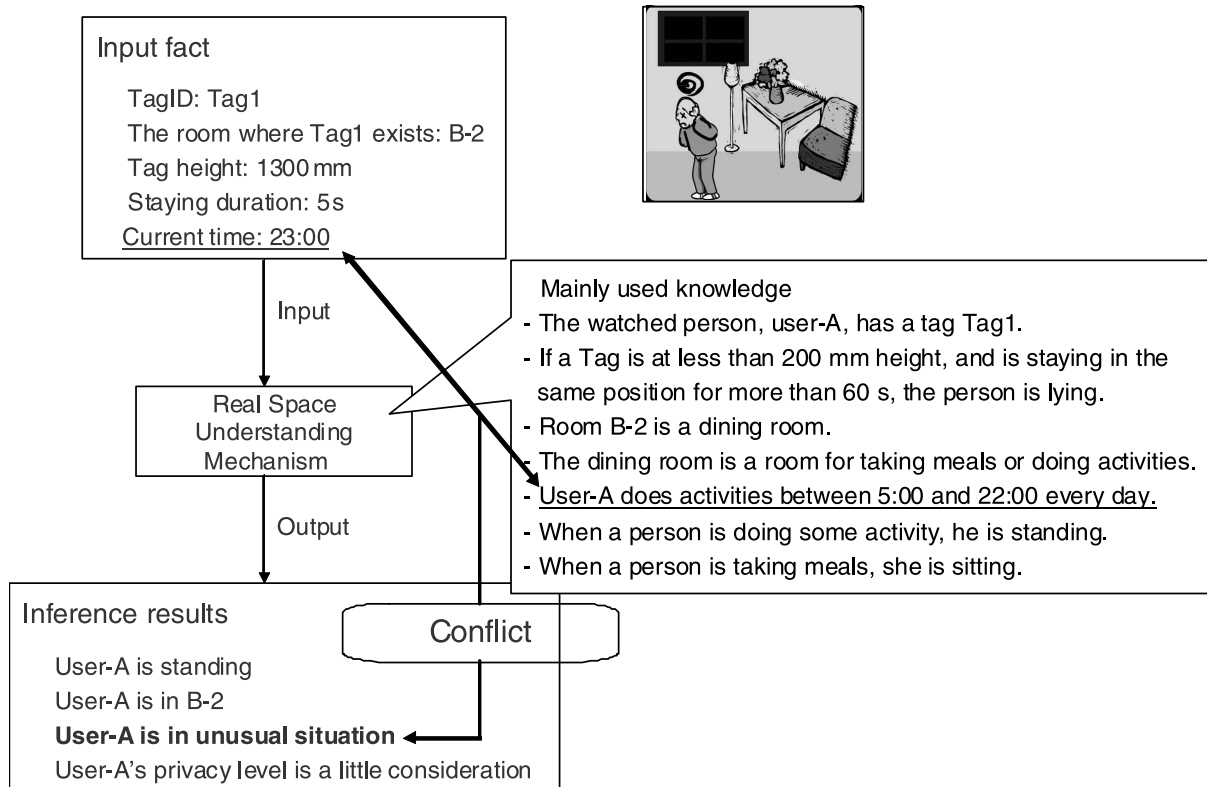 Input fact
TagID: Tag1
The room where Tag1 exists: B-2
Tag height: 1300 mm
Staying duration: 5 s
Current time: 23:00
Input
Real Space
Understanding
Mechanism
Output
Mainly used knowledge
- The watched person, user-A, has a tag Tag1.
- If a Tag is at less than 200 mm height, and is staying in the
same position for more than 60 s, the person is lying.
- Room B-2 is a dining room.
- The dining room is a room for taking meals or doing activities.
- User-A does activities between 5:00 and 22:00 every day.
- When a person is doing some activity, he is standing.
- When a person is taking meals, she is sitting.
Conflict
Inference results
User-A is standing
User-A is in B-2
User-A is in unusual situation
User-A's privacy level is a little consideration